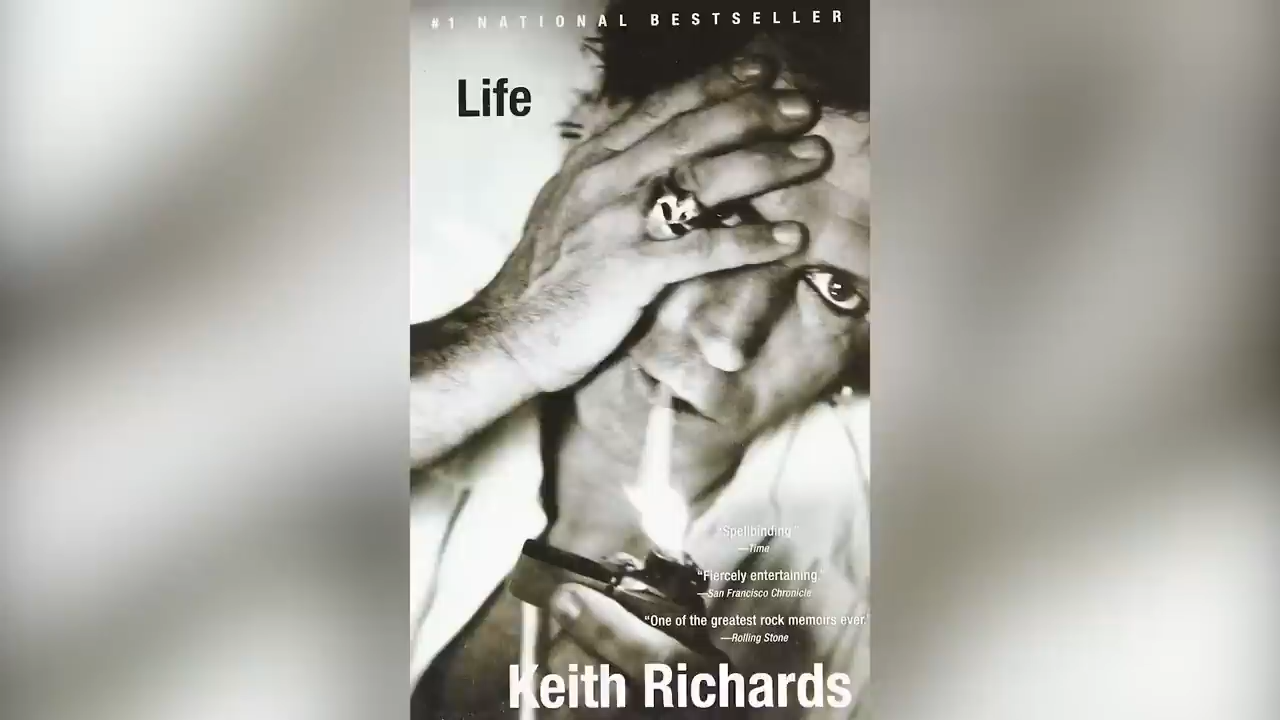 #1 NATIONAL BESTSELLER
Life
"Spellbinding."
—Time
"Fiercely entertaining."
—San Francisco Chronicle
"One of the greatest rock memoirs ever."
—Rolling Stone
Keith Richards